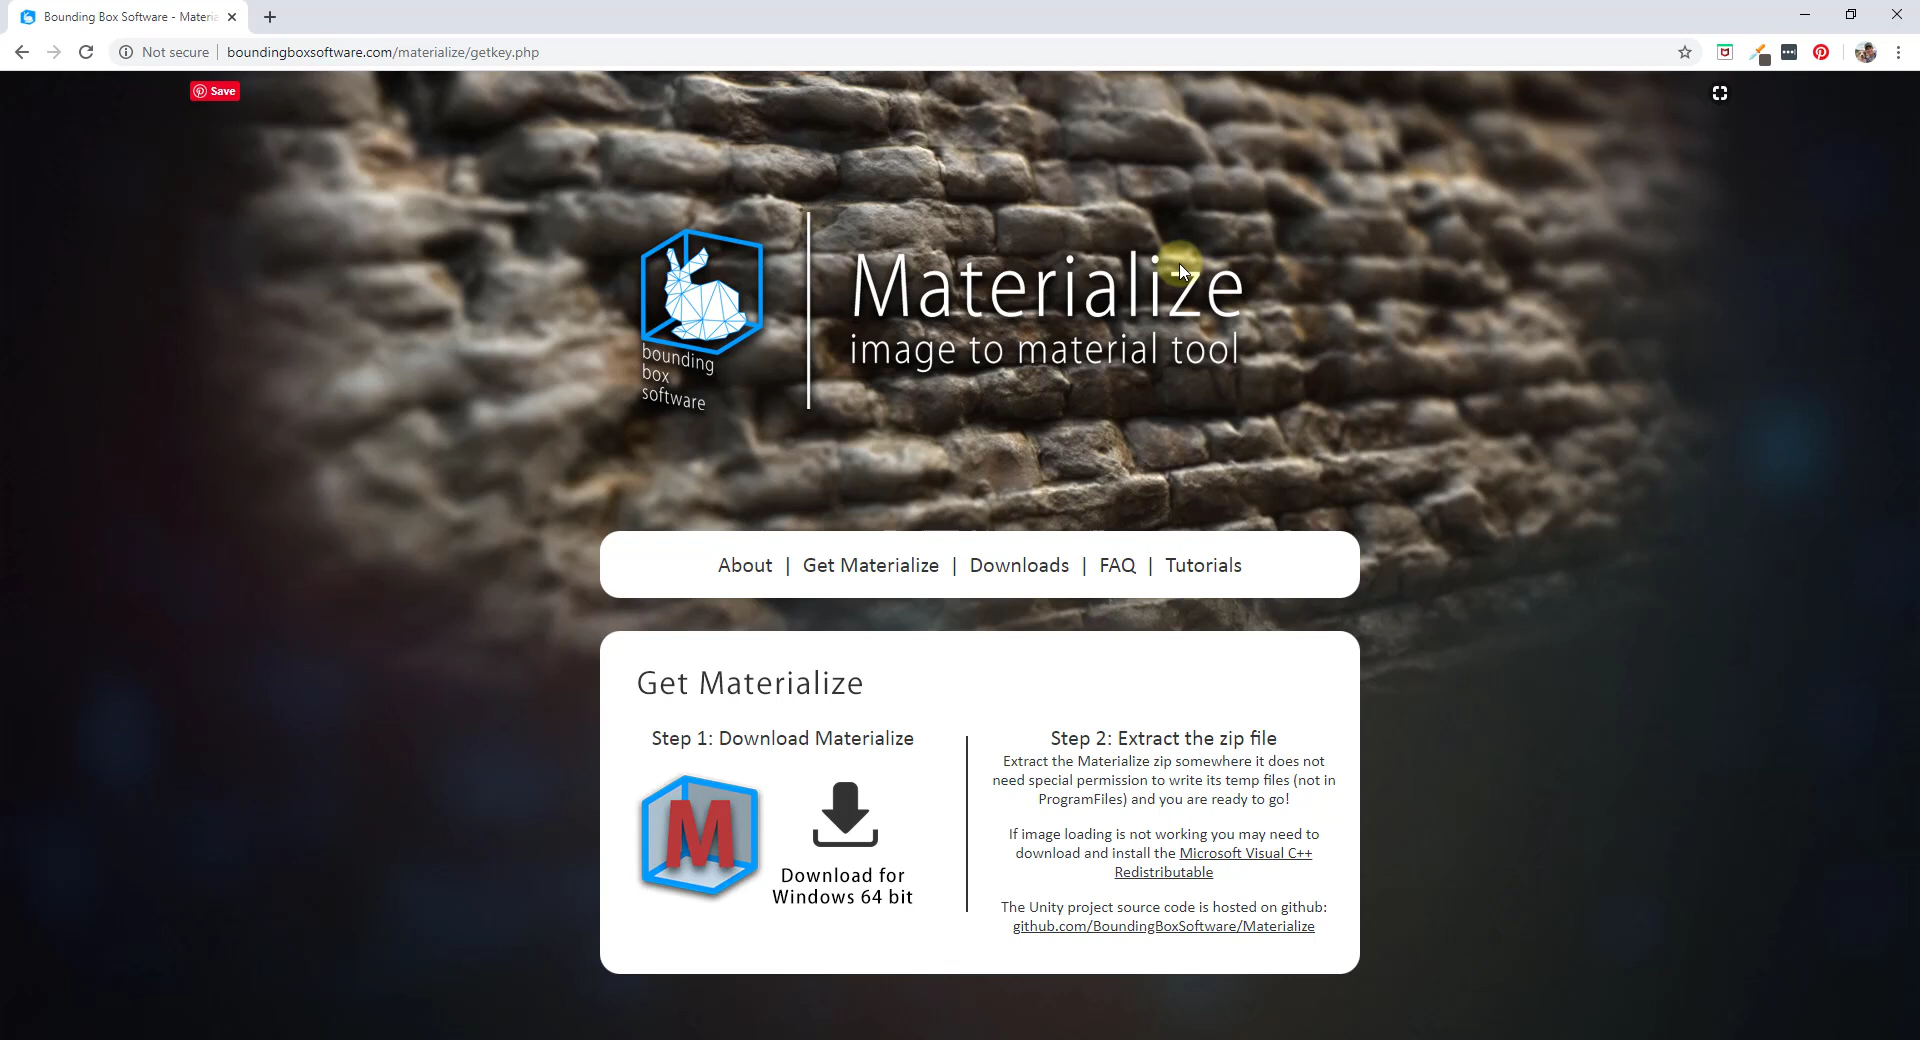 Bounding Box Software - Materia
Not secure
boundingboxsoftware.com/materialize/getkey.php
Save
bounding
box
software
Materialize
image to material tool
About | Get Materialize | Downloads | FAQ | Tutorials
Get Materialize
Step 1: Download Materialize
M
Download for
Windows 64 bit
Step 2: Extract the zip file
Extract the Materialize zip somewhere it does not
need special permission to write its temp files (not in
ProgramFiles) and you are ready to go!
If image loading is not working you may need to
download and install the Microsoft Visual C++
Redistributable
The Unity project source code is hosted on github:
github.com/BoundingBoxSoftware/Materialize